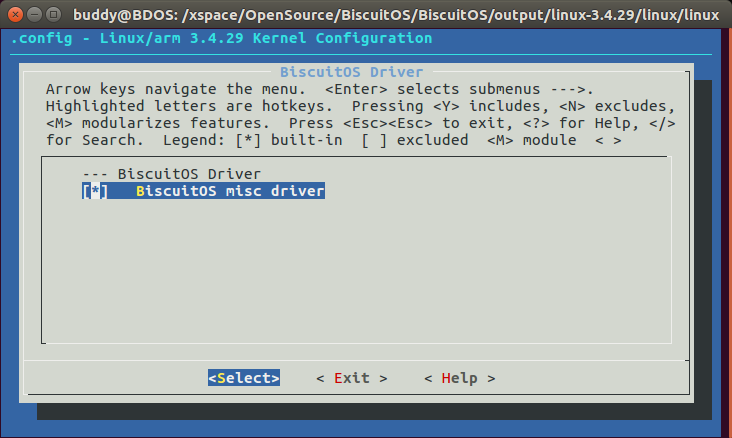 buddy@BDOS: /xspace/OpenSource/BiscuitOS/BiscuitOS/output/linux-3.4.29/linux/linux
.config - Linux/arm 3.4.29 Kernel Configuration
BiscuitOS Driver
Arrow keys navigate the menu.  <Enter> selects submenus --->.
Highlighted letters are hotkeys.  Pressing <Y> includes, <N> excludes,
<M> modularizes features.  Press <Esc><Esc> to exit, <?> for Help, </>
for Search.  Legend: [*] built-in  [ ] excluded  <M> module  < >
--- BiscuitOS Driver
[*]   BiscuitOS misc driver
<Select>    < Exit >    < Help >